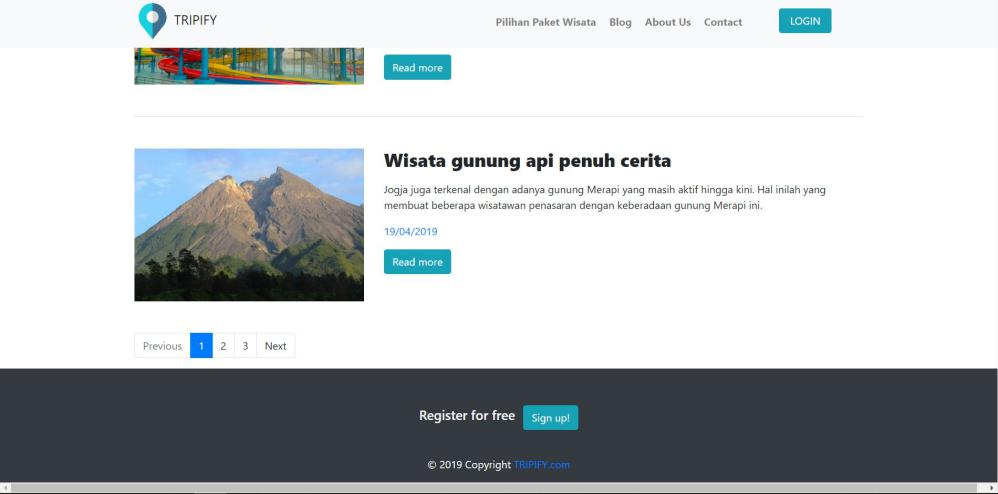 TRIPIFY
Pilihan Paket Wisata Blog About Us Contact LOGIN
Read more
Wisata gunung api penuh cerita
Jogja juga terkenal dengan adanya gunung Merapi yang masih aktif hingga kini. Hal inilah yang
membuat beberapa wisatawan penasaran dengan keberadaan gunung Merapi ini.
19/04/2019
Read more
Previous 1 2 3 Next
Register for free Sign up!
© 2019 Copyright TRIPIFY.com